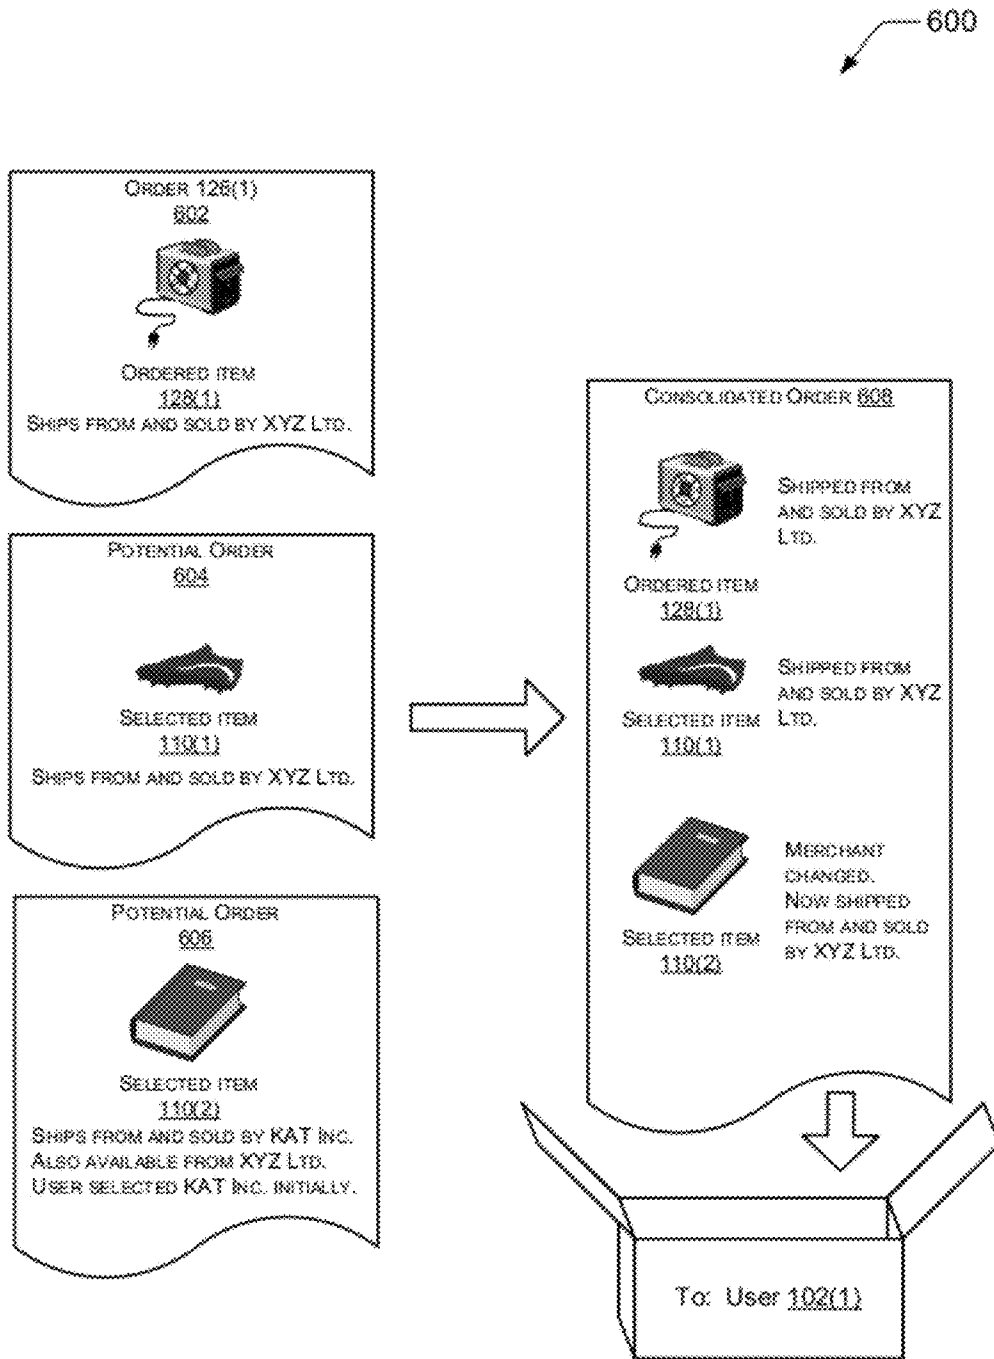 600
ORDER 126(1)
602
ORDERED ITEM
128(1)
SHIPS FROM AND SOLD BY XYZ LTD.
POTENTIAL ORDER
604
SELECTED ITEM
110(1)
SHIPS FROM AND SOLD BY XYZ LTD.
POTENTIAL ORDER
606
SELECTED ITEM
110(2)
SHIPS FROM AND SOLD BY KAT INC.
ALSO AVAILABLE FROM XYZ LTD.
USER SELECTED KAT INC. INITIALLY.
CONSOLIDATED ORDER 608
SHIPPED FROM
AND SOLD BY XYZ
LTD.
ORDERED ITEM
128(1)
SHIPPED FROM
AND SOLD BY XYZ
LTD.
SELECTED ITEM
110(1)
MERCHANT
CHANGED.
NOW SHIPPED
FROM AND SOLD
BY XYZ LTD.
SELECTED ITEM
110(2)
To: User 102(1)